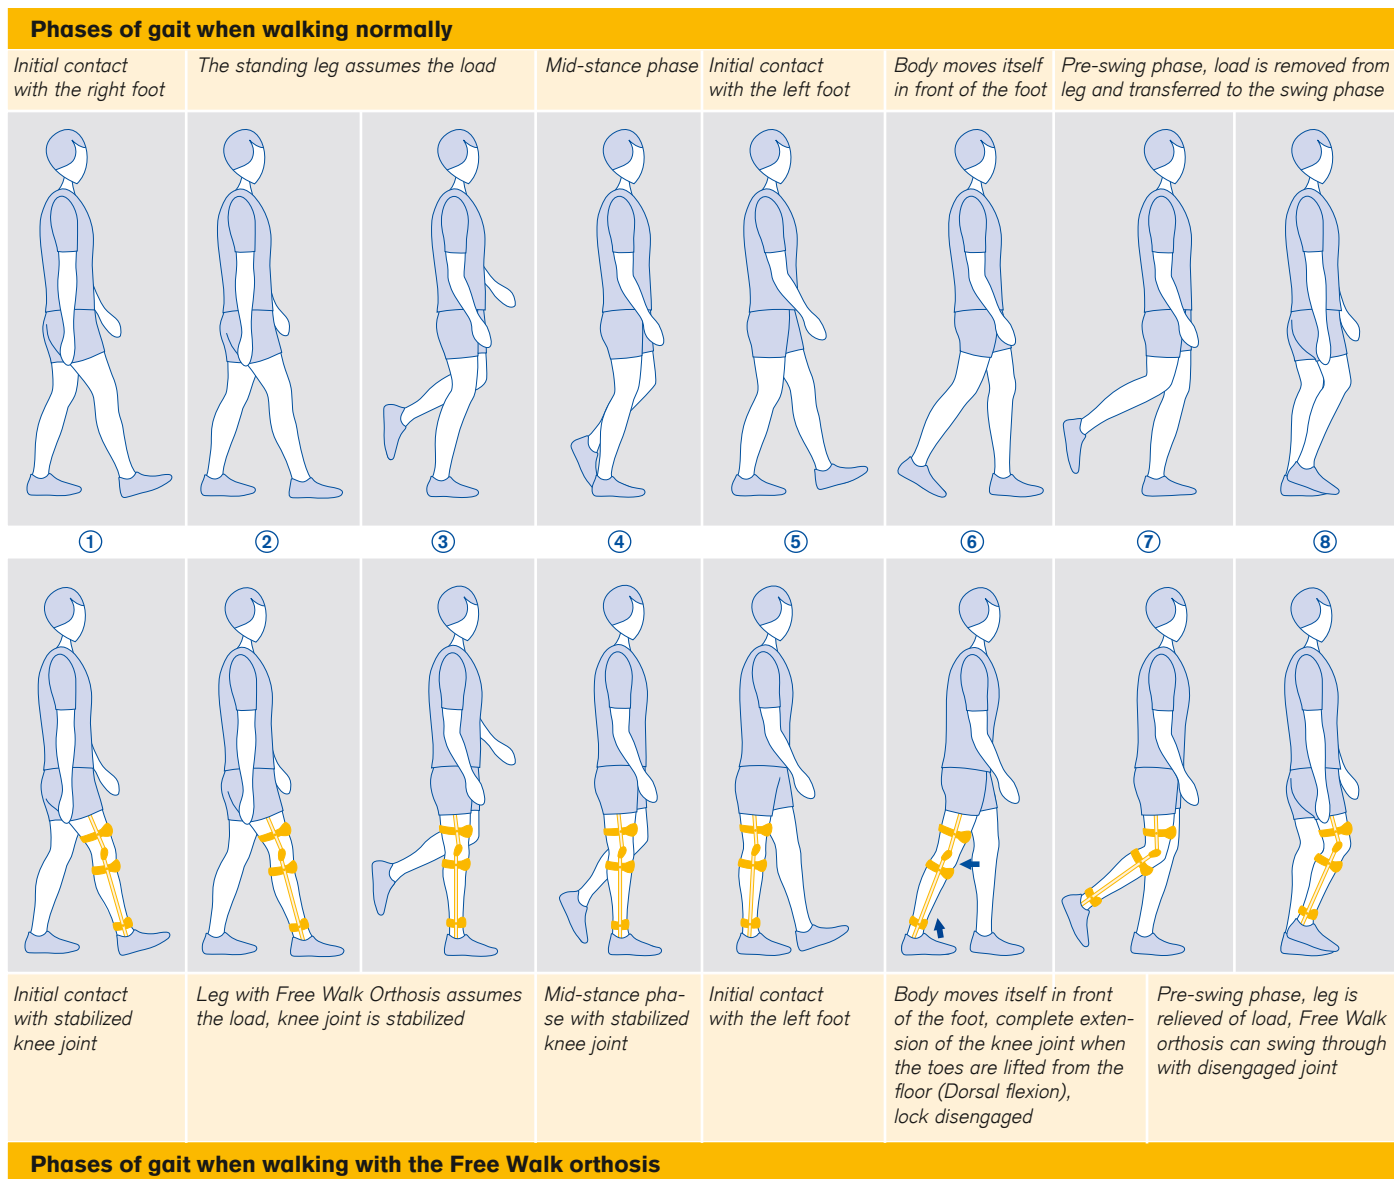 Phases of gait when walking normally
Initial contact
with the right foot
The standing leg assumes the load
Mid-stance phase
Initial contact
with the left foot
Body moves itself
in front of the foot
Pre-swing phase, load is removed from
leg and transferred to the swing phase
1
2
3
4
5
6
7
8
Initial contact
with stabilized
knee joint
Leg with Free Walk Orthosis assumes
the load, knee joint is stabilized
Mid-stance pha-
se with stabilized
knee joint
Initial contact
with the left foot
Body moves itself in front
of the foot, complete exten-
sion of the knee joint when
the toes are lifted from the
floor (Dorsal flexion),
lock disengaged
Pre-swing phase, leg is
relieved of load, Free Walk
orthosis can swing through
with disengaged joint
Phases of gait when walking with the Free Walk orthosis